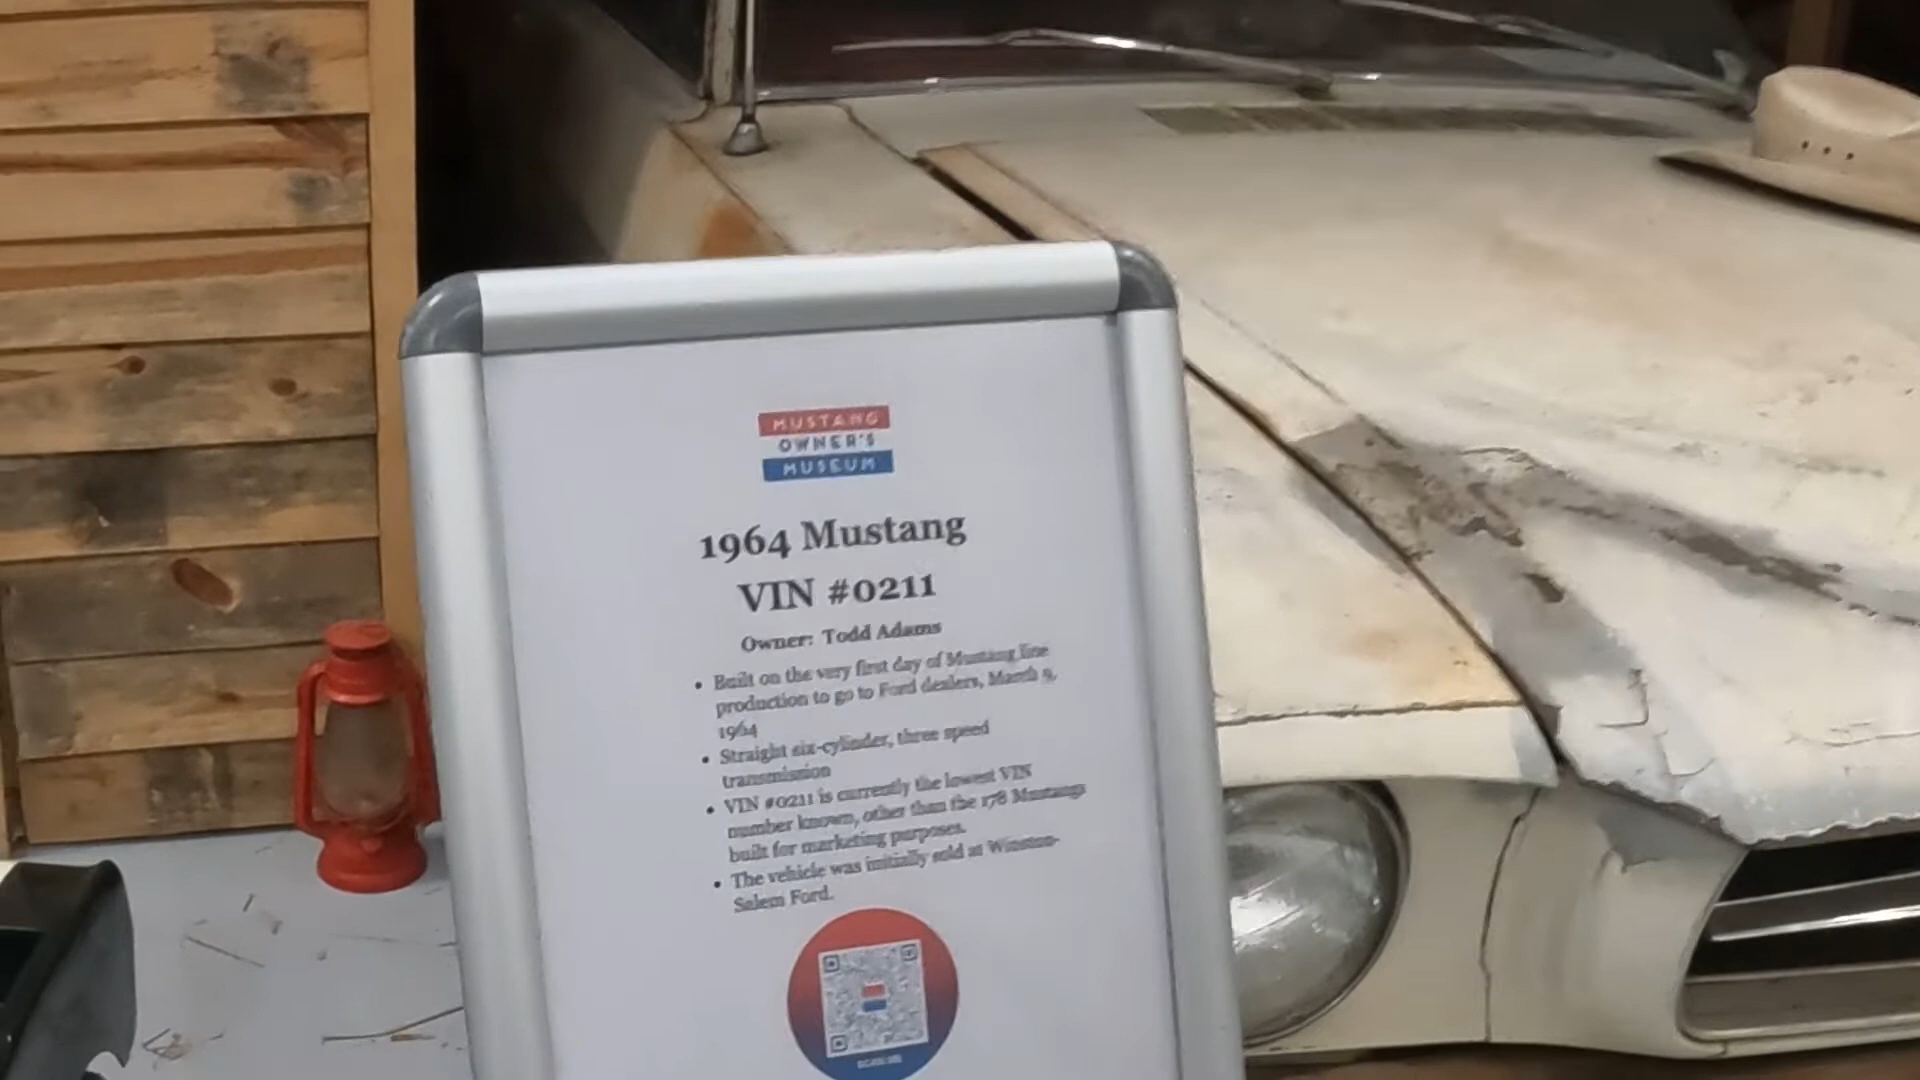 MUSTANG
OWNER'S
MUSEUM
1964 Mustang
VIN #0211
Owner: Todd Adams
• Built on the very first day of Mustang line
production to go to Ford dealers, March 9,
1964
• Straight six-cylinder, three speed
transmission
• VIN #0211 is currently the lowest VIN
number known, other than the 178 Mustangs
built for marketing purposes.
• The vehicle was initially sold at Winston-
Salem Ford.
SCAN ME